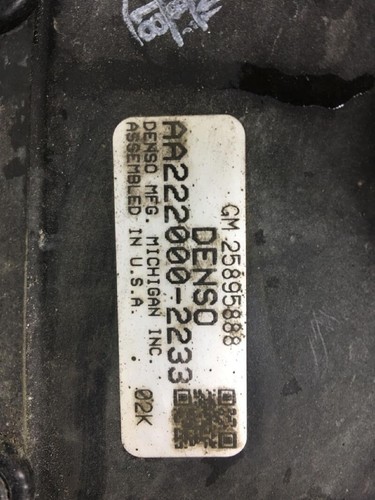 GM 25895888
DENSO
AA222000-2233
DENSO MFG. MICHIGAN INC. 02K
ASSEMBLED IN U.S.A.